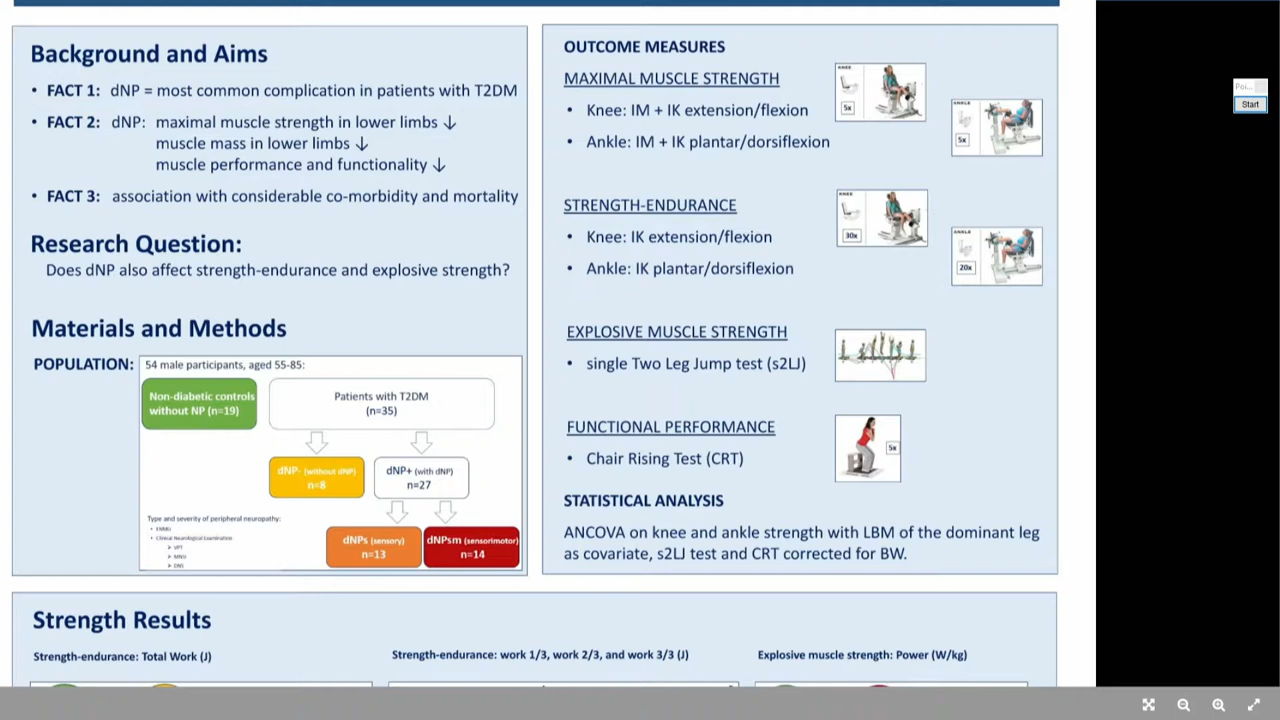 Background and Aims
• FACT 1: dNP = most common complication in patients with T2DM
• FACT 2: dNP: maximal muscle strength in lower limbs ↓
muscle mass in lower limbs ↓
muscle performance and functionality ↓
• FACT 3: association with considerable co-morbidity and mortality
Research Question:
Does dNP also affect strength-endurance and explosive strength?
Materials and Methods
POPULATION:
54 male participants, aged 55-85:
Non-diabetic controls
without NP (n=19)
Patients with T2DM
(n=35)
dNP- (without dNP)
n=8
dNP+ (with dNP)
n=27
Type and severity of peripheral neuropathy:
• ENMG
• Clinical Neurological Examination
➢ VPT
➢ MNSI
➢ DNS
dNPs (sensory)
n=13
dNPsm (sensorimotor)
n=14
OUTCOME MEASURES
MAXIMAL MUSCLE STRENGTH
• Knee: IM + IK extension/flexion
• Ankle: IM + IK plantar/dorsiflexion
KNEE
5x
ANKLE
5x
STRENGTH-ENDURANCE
• Knee: IK extension/flexion
• Ankle: IK plantar/dorsiflexion
KNEE
30x
ANKLE
20x
EXPLOSIVE MUSCLE STRENGTH
• single Two Leg Jump test (s2LJ)
FUNCTIONAL PERFORMANCE
• Chair Rising Test (CRT)
5x
STATISTICAL ANALYSIS
ANCOVA on knee and ankle strength with LBM of the dominant leg
as covariate, s2LJ test and CRT corrected for BW.
Strength Results
Strength-endurance: Total Work (J)
Strength-endurance: work 1/3, work 2/3, and work 3/3 (J)
Explosive muscle strength: Power (W/kg)
Start